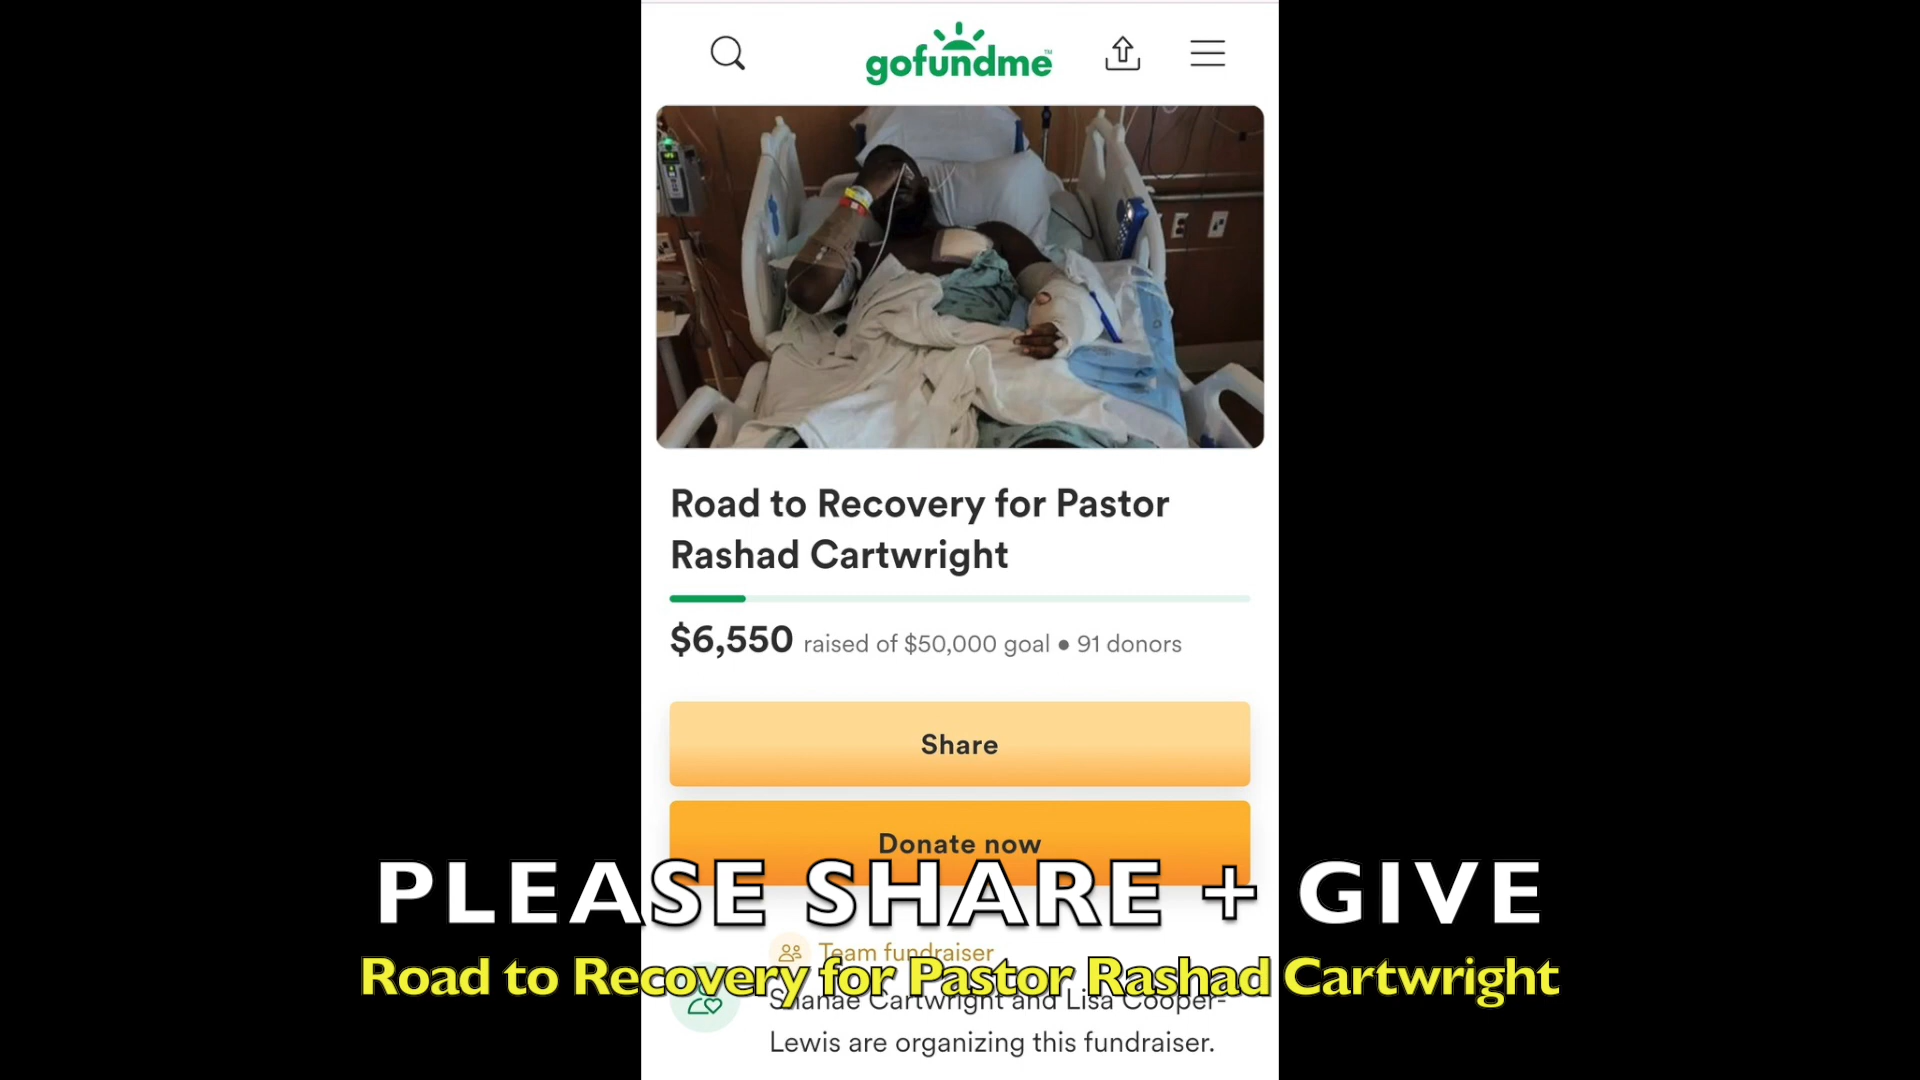 gofundme™
Road to Recovery for Pastor
Rashad Cartwright
$6,550 raised of $50,000 goal • 91 donors
Share
Donate now
PLEASE SHARE + GIVE
Team fundraiser
Road to Recovery for Pastor Rashad Cartwright
Shanae Cartwright and Lisa Cooper-
Lewis are organizing this fundraiser.